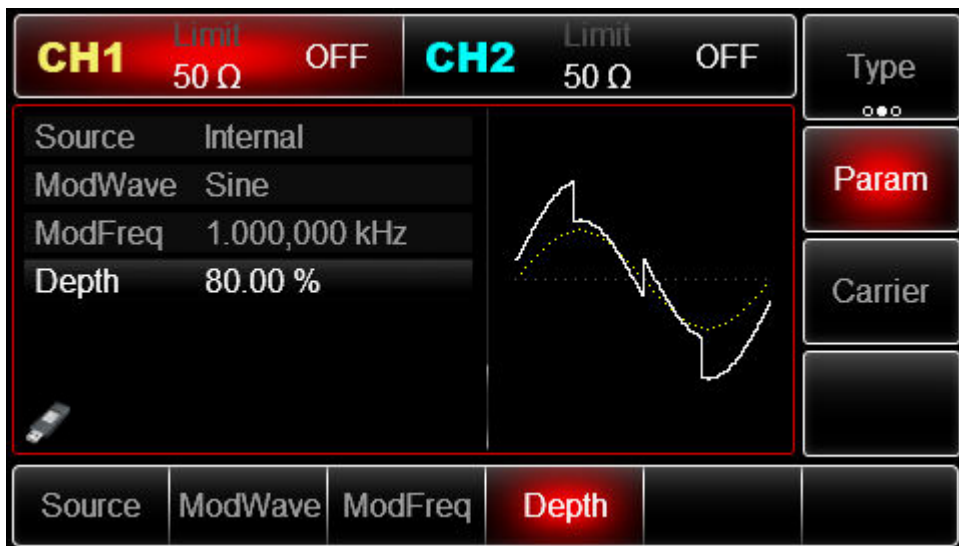 CH1 Limit 50 Ω OFF CH2 Limit 50 Ω OFF
Type
Source Internal
ModWave Sine
ModFreq 1.000,000 kHz
Depth 80.00 %
Param
Carrier
Source ModWave ModFreq Depth